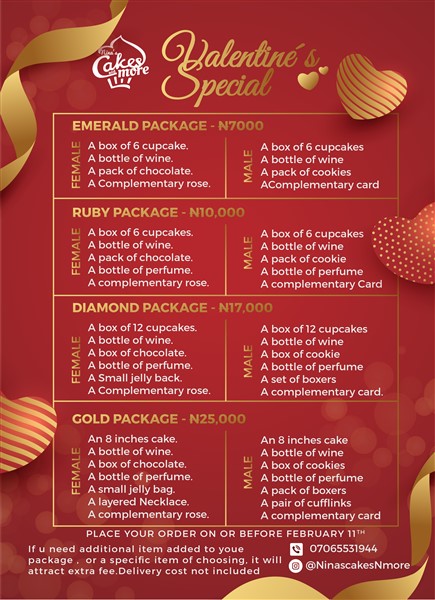 Nina's
Cakes
n more
Valentine´s
Special
EMERALD PACKAGE - N7000
FEMALE
A box of 6 cupcake.
A bottle of wine.
A pack of chocolate.
A Complementary rose.
MALE
A box of 6 cupcakes
A bottle of wine
A pack of cookies
AComplementary card
RUBY PACKAGE - N10,000
FEMALE
A box of 6 cupcakes.
A bottle of wine.
A pack of chocolate.
A bottle of perfume.
A complementary rose.
MALE
A box of 6 cupcakes
A bottle of wine
A pack of cookie
A bottle of perfume
A complementary Card
DIAMOND PACKAGE - N17,000
FEMALE
A box of 12 cupcakes.
A bottle of wine.
A box of chocolate.
A bottle of perfume.
A Small jelly back.
A Complementary rose.
MALE
A box of 12 cupcakes
A bottle of wine
A box of cookie
A bottle of perfume
A set of boxers
A complementary card.
GOLD PACKAGE - N25,000
FEMALE
An 8 inches cake.
A bottle of wine.
A box of chocolate.
A bottle of perfume.
A small jelly bag.
A layered Necklace.
A complementary rose.
MALE
An 8 inches cake
A bottle of wine
A box of cookies
A bottle of perfume
A pack of boxers
A pair of cufflinks
A complementary card
PLACE YOUR ORDER ON OR BEFORE FEBRUARY 11TH
If u need additional item added to youe
package , or a specific item of choosing, it will
attract extra fee.Delivery cost not included
07065531944
@NinascakesNmore